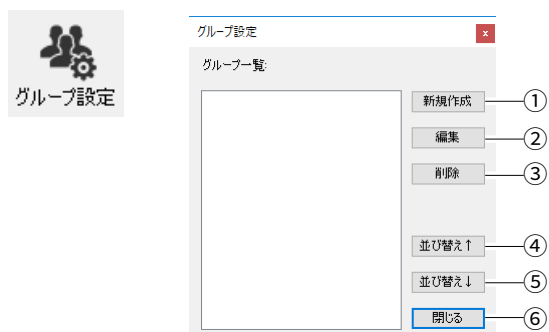 グループ設定
グループ設定
x
グループ一覧:
新規作成 ①
編集 ②
削除 ③
並び替え↑ ④
並び替え↓ ⑤
閉じる ⑥